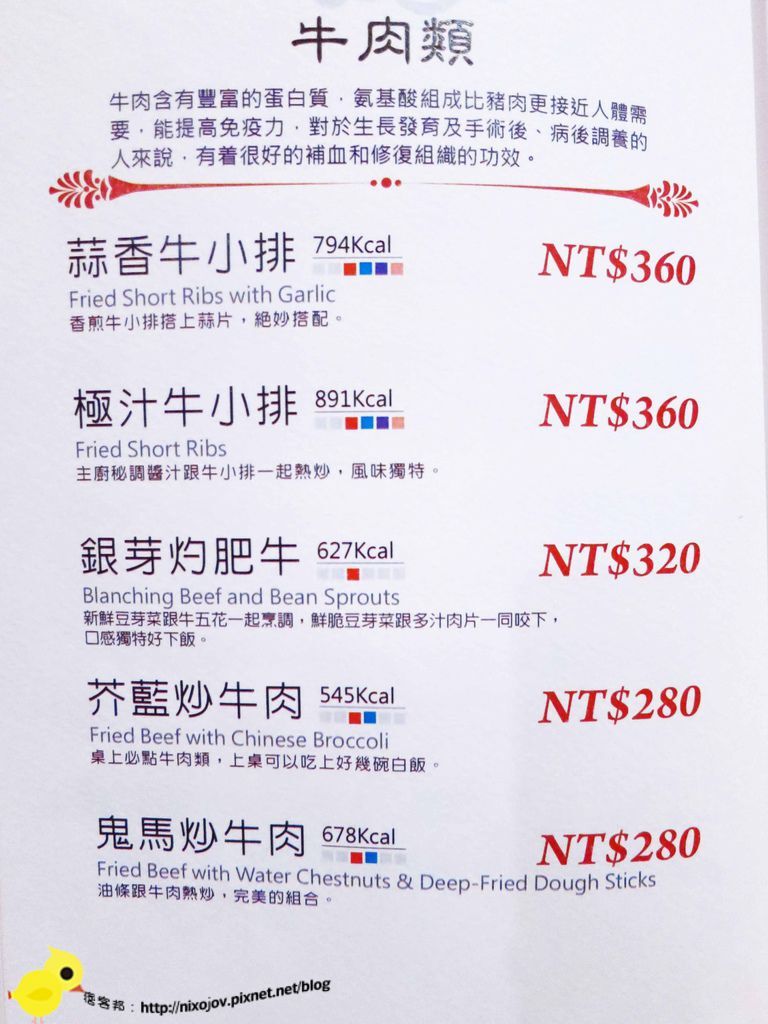 牛肉類
牛肉含有豐富的蛋白質，氨基酸組成比豬肉更接近人體需
要，能提高免疫力，對於生長發育及手術後、病後調養的
人來說，有着很好的補血和修復組織的功效。
蒜香牛小排 794Kcal NT$360
Fried Short Ribs with Garlic
香煎牛小排搭上蒜片，絕妙搭配。
極汁牛小排 891Kcal NT$360
Fried Short Ribs
主廚秘調醬汁跟牛小排一起熱炒，風味獨特。
銀芽灼肥牛 627Kcal NT$320
Blanching Beef and Bean Sprouts
新鮮豆芽菜跟牛五花一起烹調，鮮脆豆芽菜跟多汁肉片一同咬下，
口感獨特好下飯。
芥藍炒牛肉 545Kcal NT$280
Fried Beef with Chinese Broccoli
桌上必點牛肉類，上桌可以吃上好幾碗白飯。
鬼馬炒牛肉 678Kcal NT$280
Fried Beef with Water Chestnuts & Deep-Fried Dough Sticks
油條跟牛肉熱炒，完美的組合。
痞客邦：http://nixojov.pixnet.net/blog